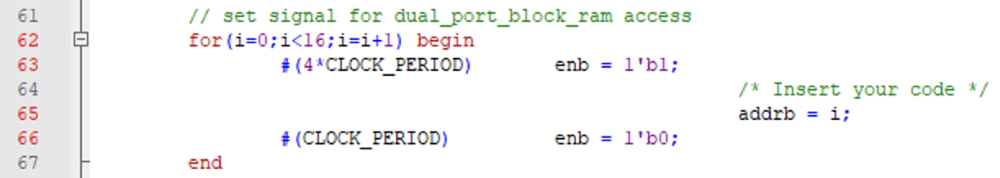 61 // set signal for dual_port_block_ram access
62 for(i=0;i<16;i=i+1) begin
63 #(4*CLOCK_PERIOD) enb = 1'b1;
64 /* Insert your code */
65 addrb = i;
66 #(CLOCK_PERIOD) enb = 1'b0;
67 end